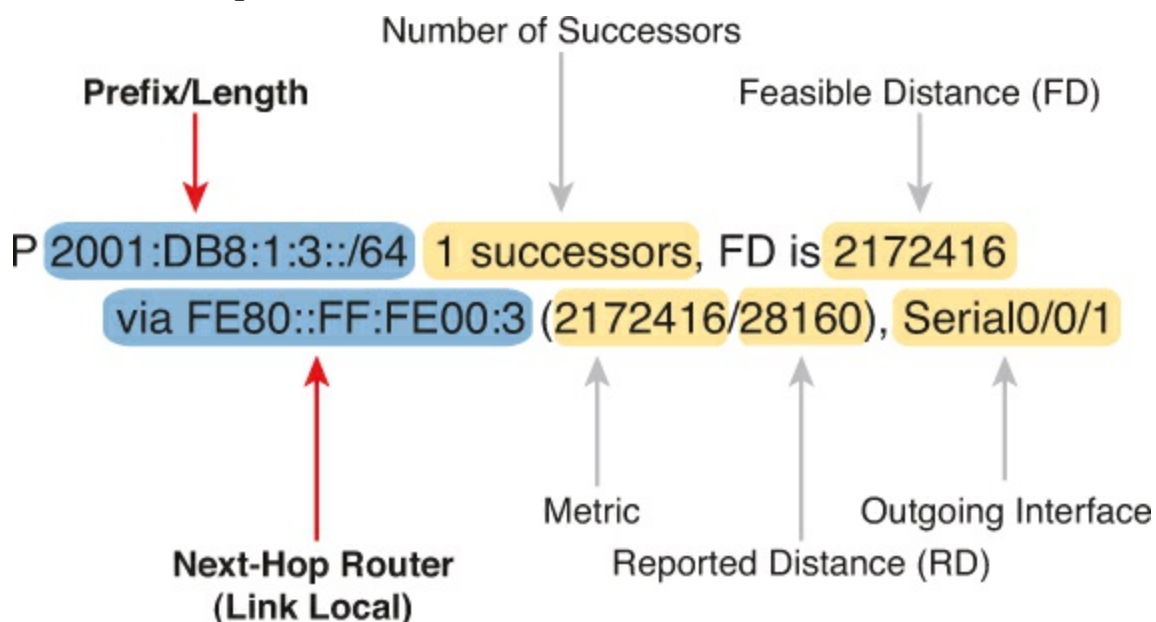 Number of Successors
Prefix/Length
Feasible Distance (FD)
P 2001:DB8:1:3::/64 1 successors, FD is 2172416
via FE80::FF:FE00:3 (2172416/28160), Serial0/0/1
Metric
Outgoing Interface
Next-Hop Router
(Link Local)
Reported Distance (RD)